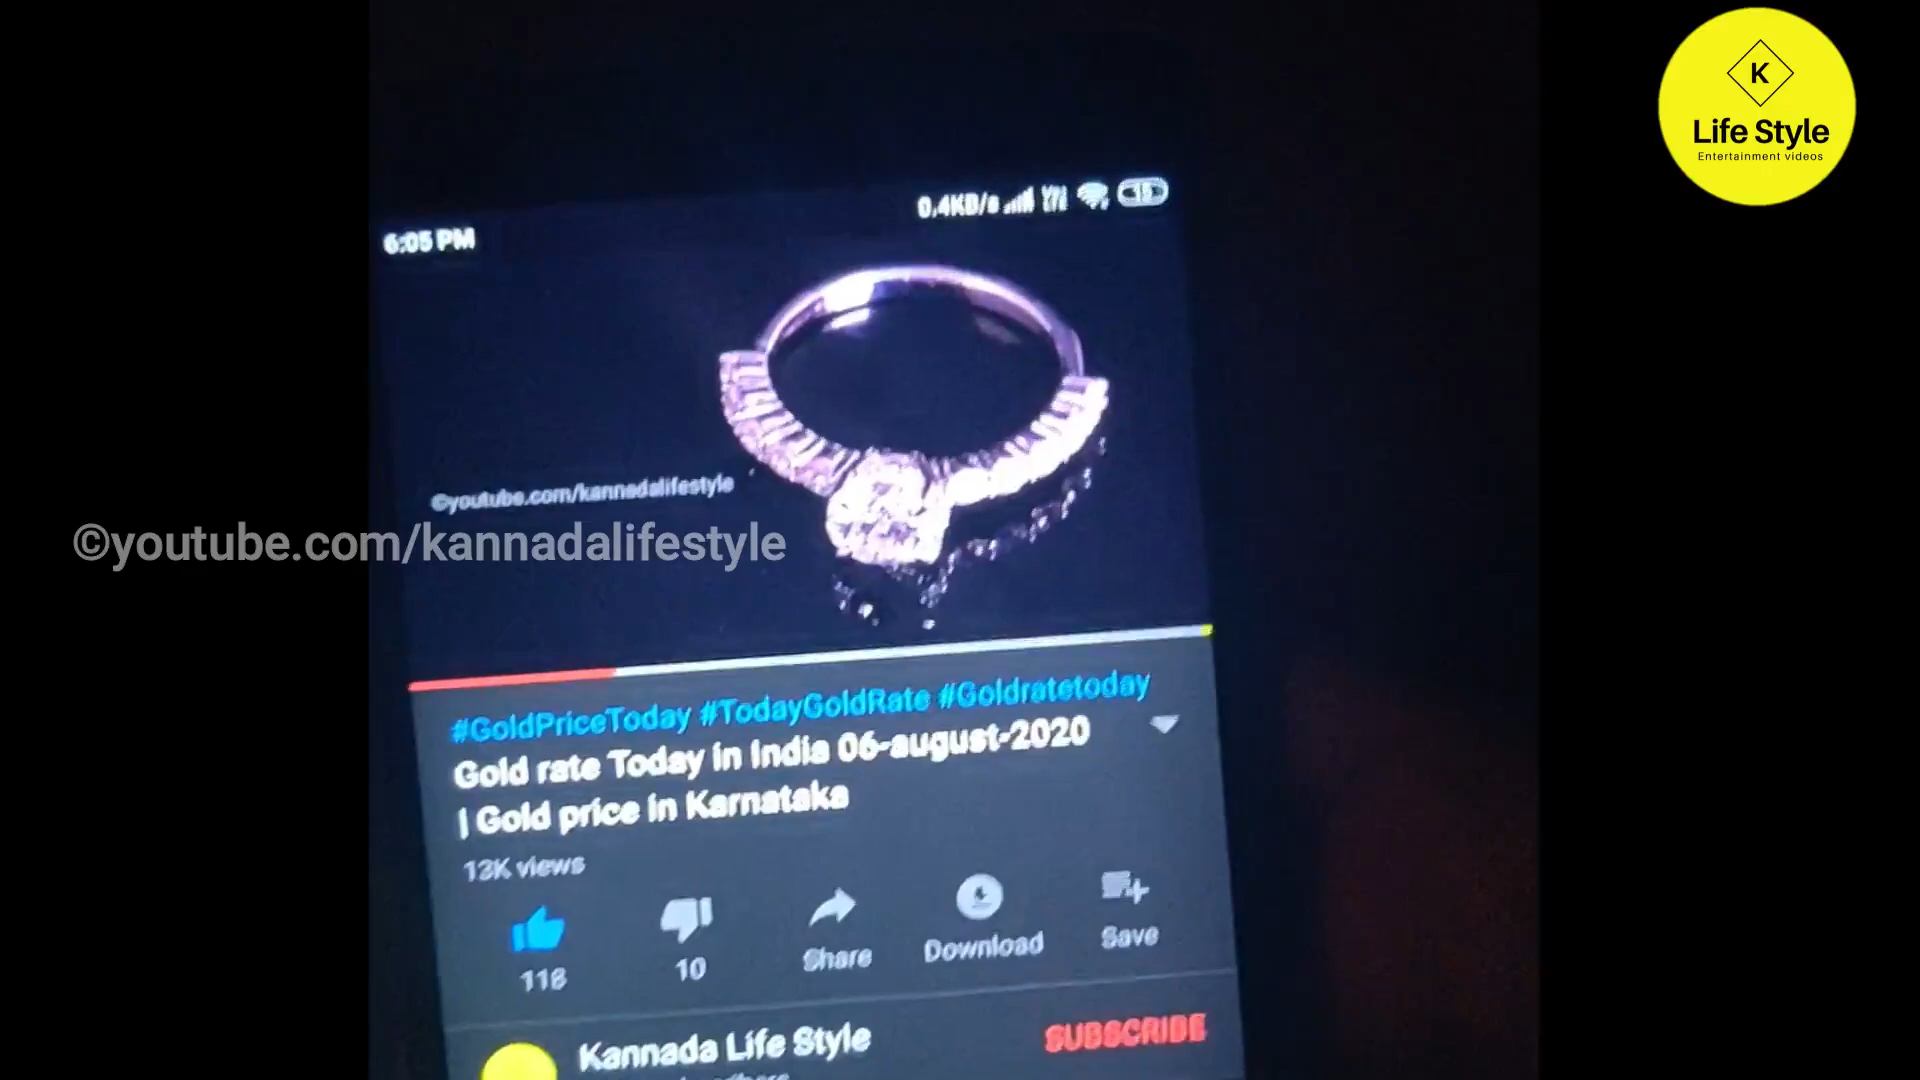 K
Life Style
Entertainment videos
6:05 PM
0.4KB/s
15
©youtube.com/kannadalifestyle
©youtube.com/kannadalifestyle
#GoldPriceToday #TodayGoldRate #Goldratetoday
Gold rate Today in India 06-august-2020
| Gold price in Karnataka
13K views
118
10
Share
Download
Save
Kannada Life Style
SUBSCRIBE